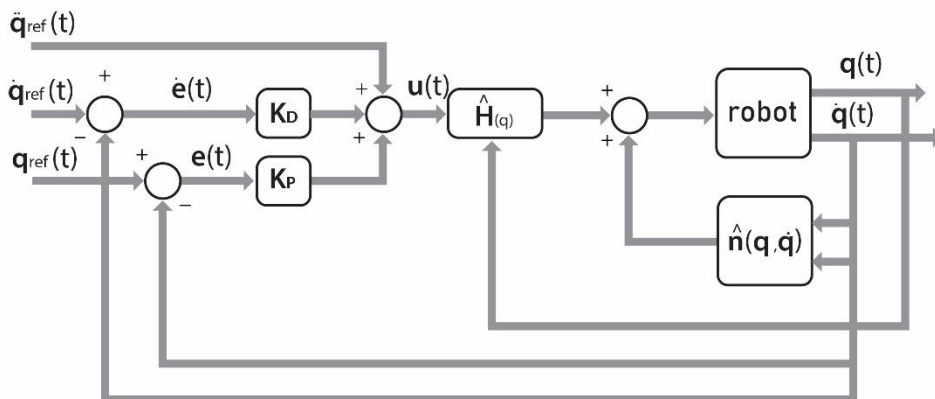 q̈ref(t)
+
q̇ref(t)
ė(t)
KD
+
u(t)
Ĥ(q)
+
robot
q(t)
q̇(t)
−
qref(t)
+
e(t)
KP
+
+
−
n̂(q,q̇)